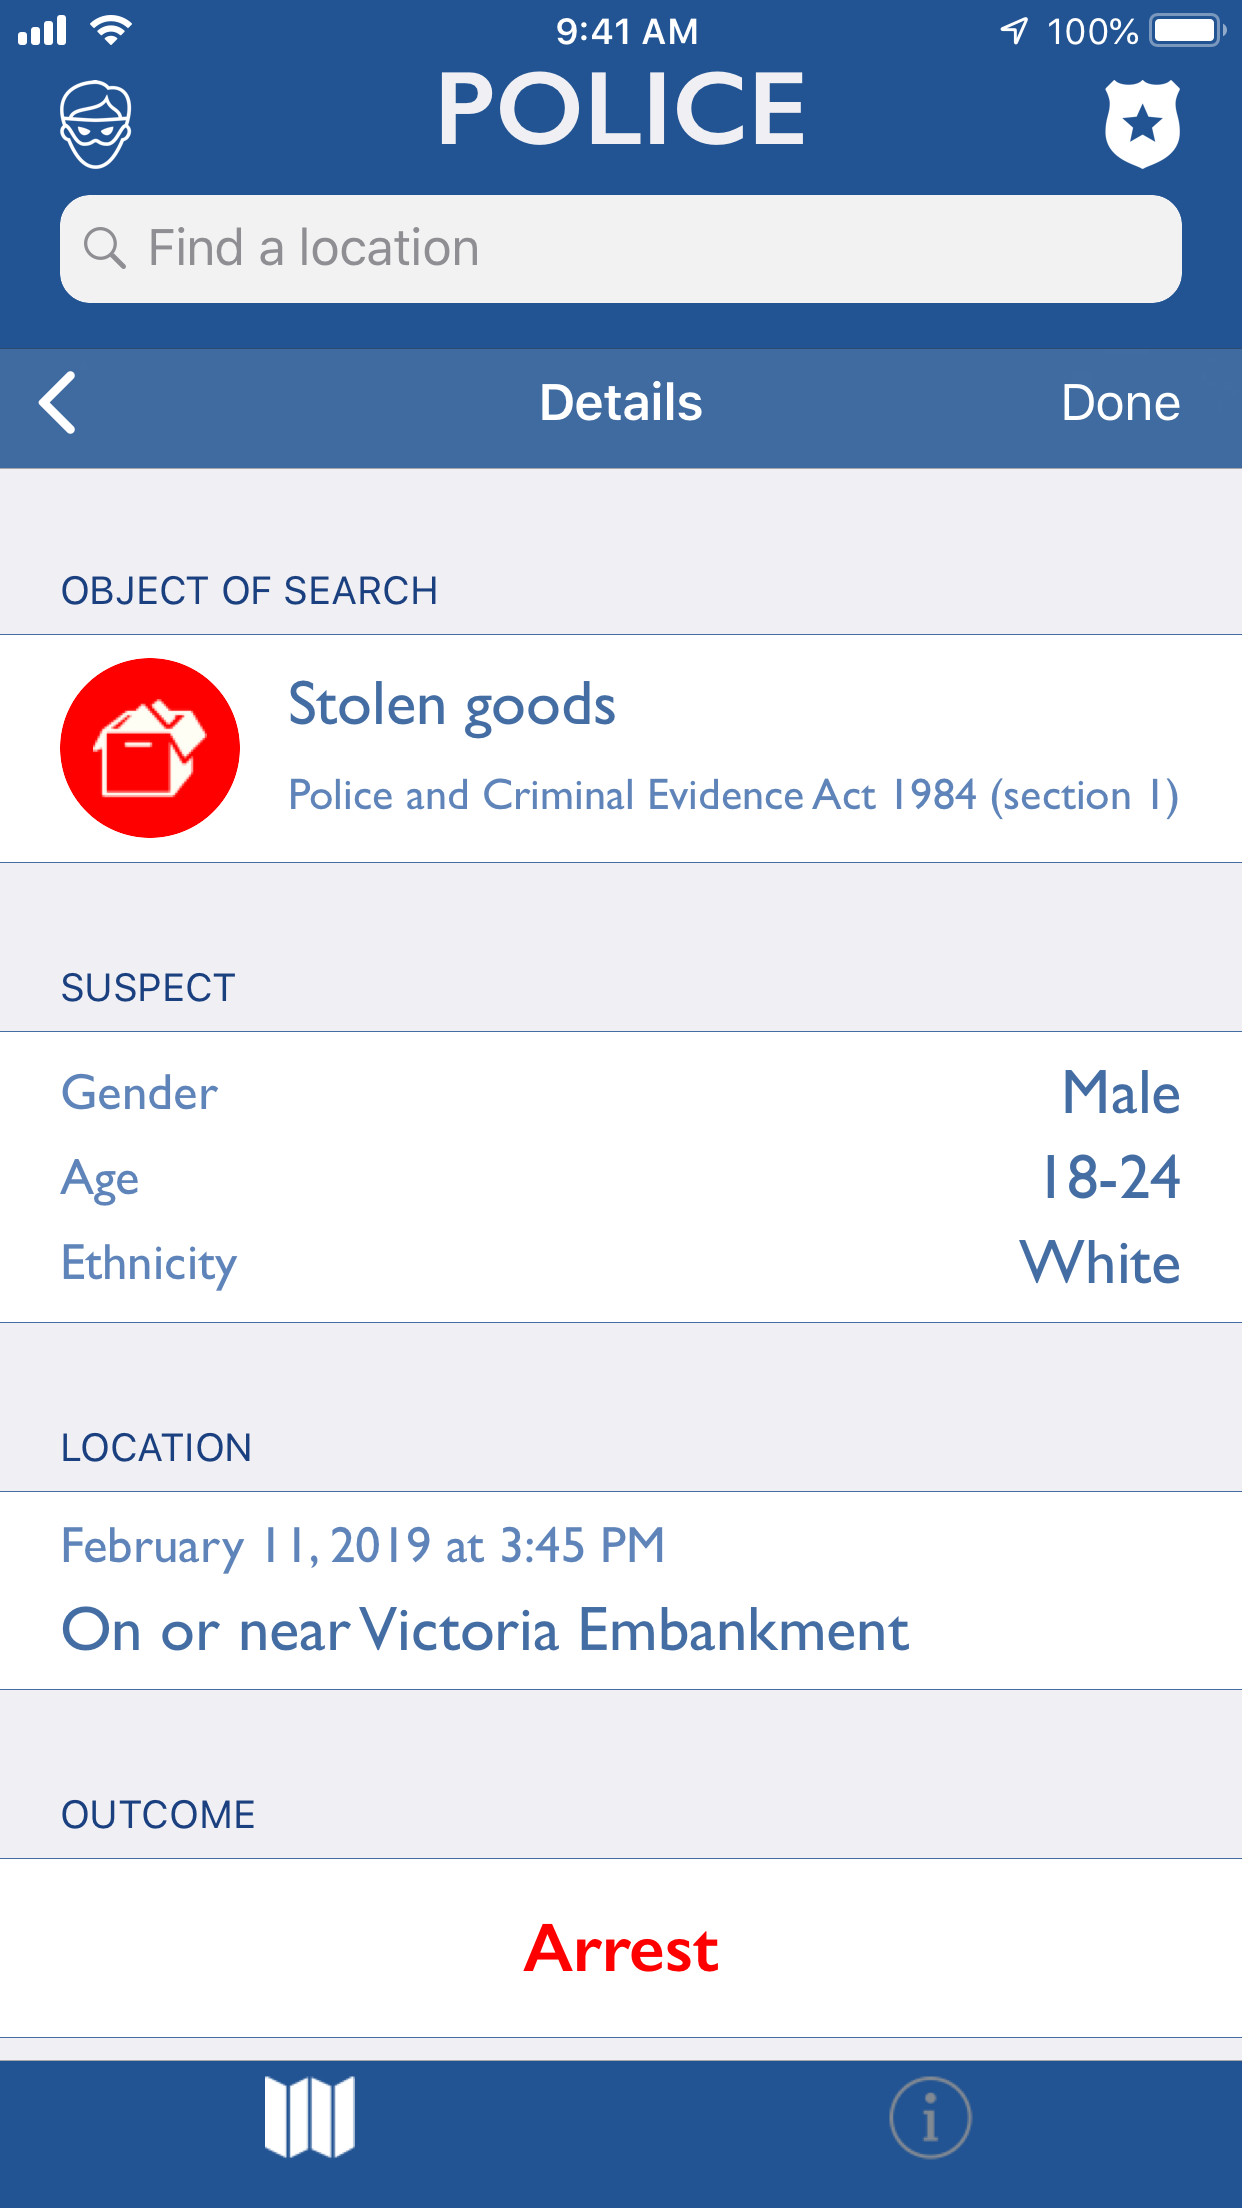 9:41 AM
100%
POLICE
Find a location
Details
Done
OBJECT OF SEARCH
Stolen goods
Police and Criminal Evidence Act 1984 (section 1)
SUSPECT
Gender
Male
Age
18-24
Ethnicity
White
LOCATION
February 11, 2019 at 3:45 PM
On or near Victoria Embankment
OUTCOME
Arrest